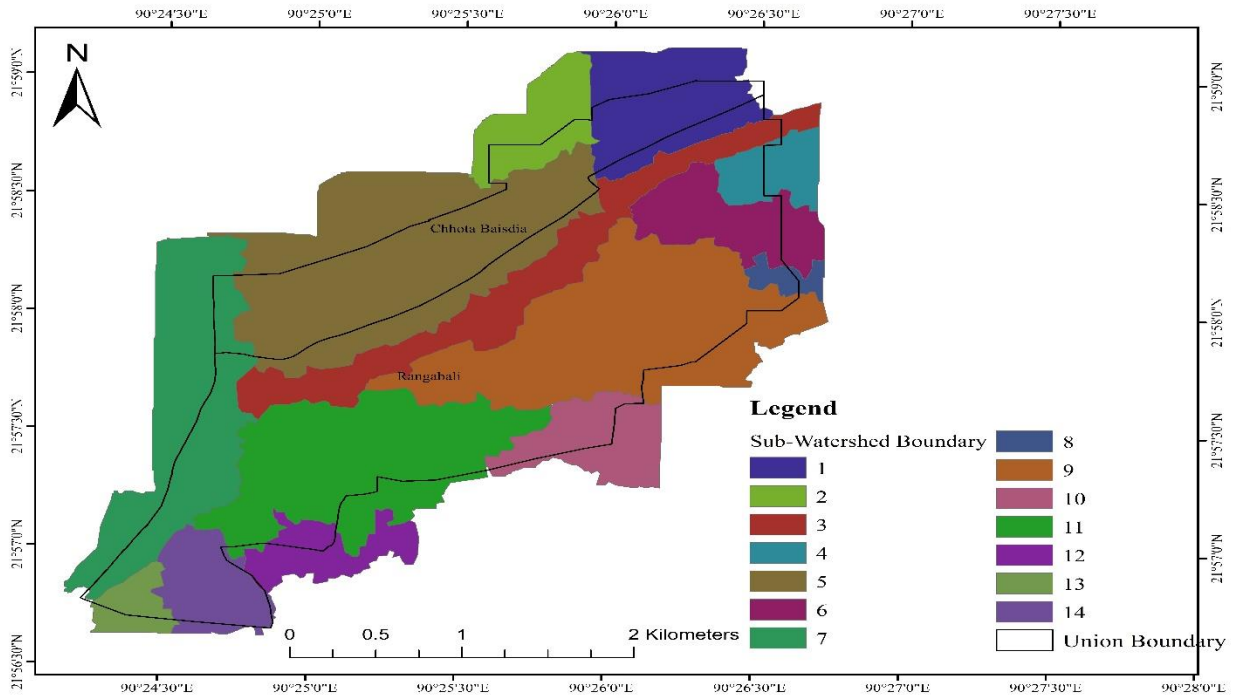 90°24'30"E 90°25'0"E 90°25'30"E 90°26'0"E 90°26'30"E 90°27'0"E 90°27'30"E
N
21°59'0"N 21°59'0"N
21°58'30"N 21°58'30"N
Chhota Baisdia
21°58'0"N 21°58'0"N
Rangabali
21°57'30"N 21°57'30"N
Legend
Sub-Watershed Boundary
1
2
3
4
5
6
7
8
9
10
11
12
13
14
Union Boundary
21°57'0"N 21°57'0"N
0 0.5 1 2 Kilometers
21°56'30"N
90°24'30"E 90°25'0"E 90°25'30"E 90°26'0"E 90°26'30"E 90°27'0"E 90°27'30"E 90°28'0"E